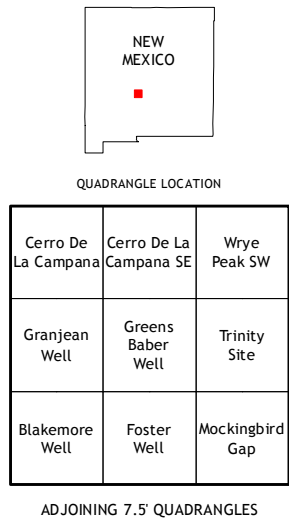 NEW
MEXICO
QUADRANGLE LOCATION
Cerro De
La Campana
Cerro De La
Campana SE
Wrye
Peak SW
Granjean
Well
Greens
Baber
Well
Trinity
Site
Blakemore
Well
Foster
Well
Mockingbird
Gap
ADJOINING 7.5' QUADRANGLES